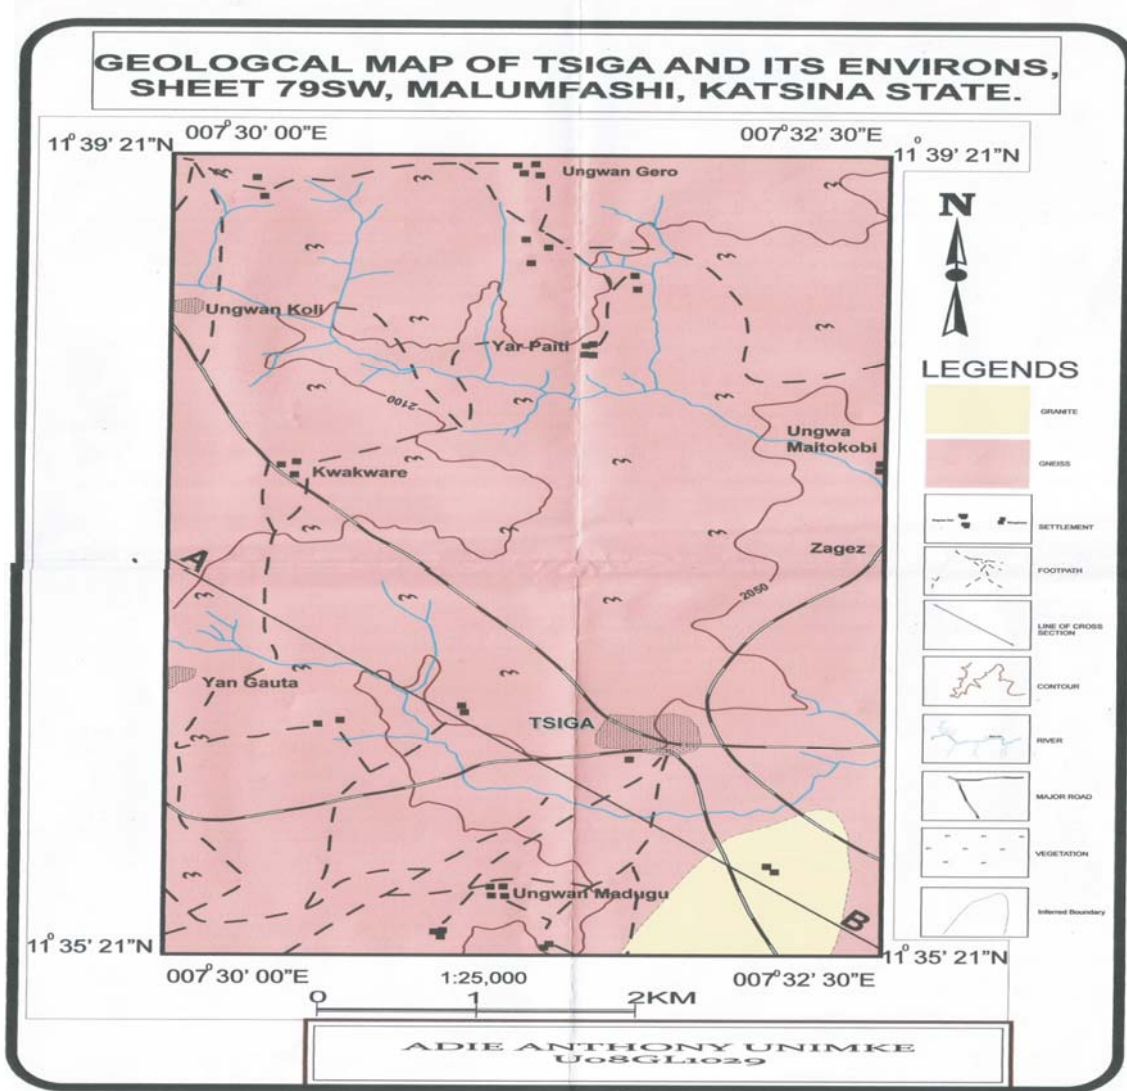 GEOLOGCAL MAP OF TSIGA AND ITS ENVIRONS,
SHEET 79SW, MALUMFASHI, KATSINA STATE.
007° 30' 00"E
007° 32' 30"E
11° 39' 21"N
11° 39' 21"N
Ungwan Gero
N
Ungwan Koli
Yar Paiti
LEGENDS
GRANITE
2100
Ungwa
Maitokobi
Kwakware
GNEISS
SETTLEMENT
Zagez
A
FOOTPATH
2050
LINE OF CROSS
SECTION
Yan Gauta
CONTOUR
TSIGA
RIVER
MAJOR ROAD
VEGETATION
Ungwan Madugu
B
Inferred Boundary
11° 35' 21"N
11° 35' 21"N
007° 30' 00"E
1:25,000
007° 32' 30"E
0
1
2KM
ADIE ANTHONY UNIMKE
U08GL1029